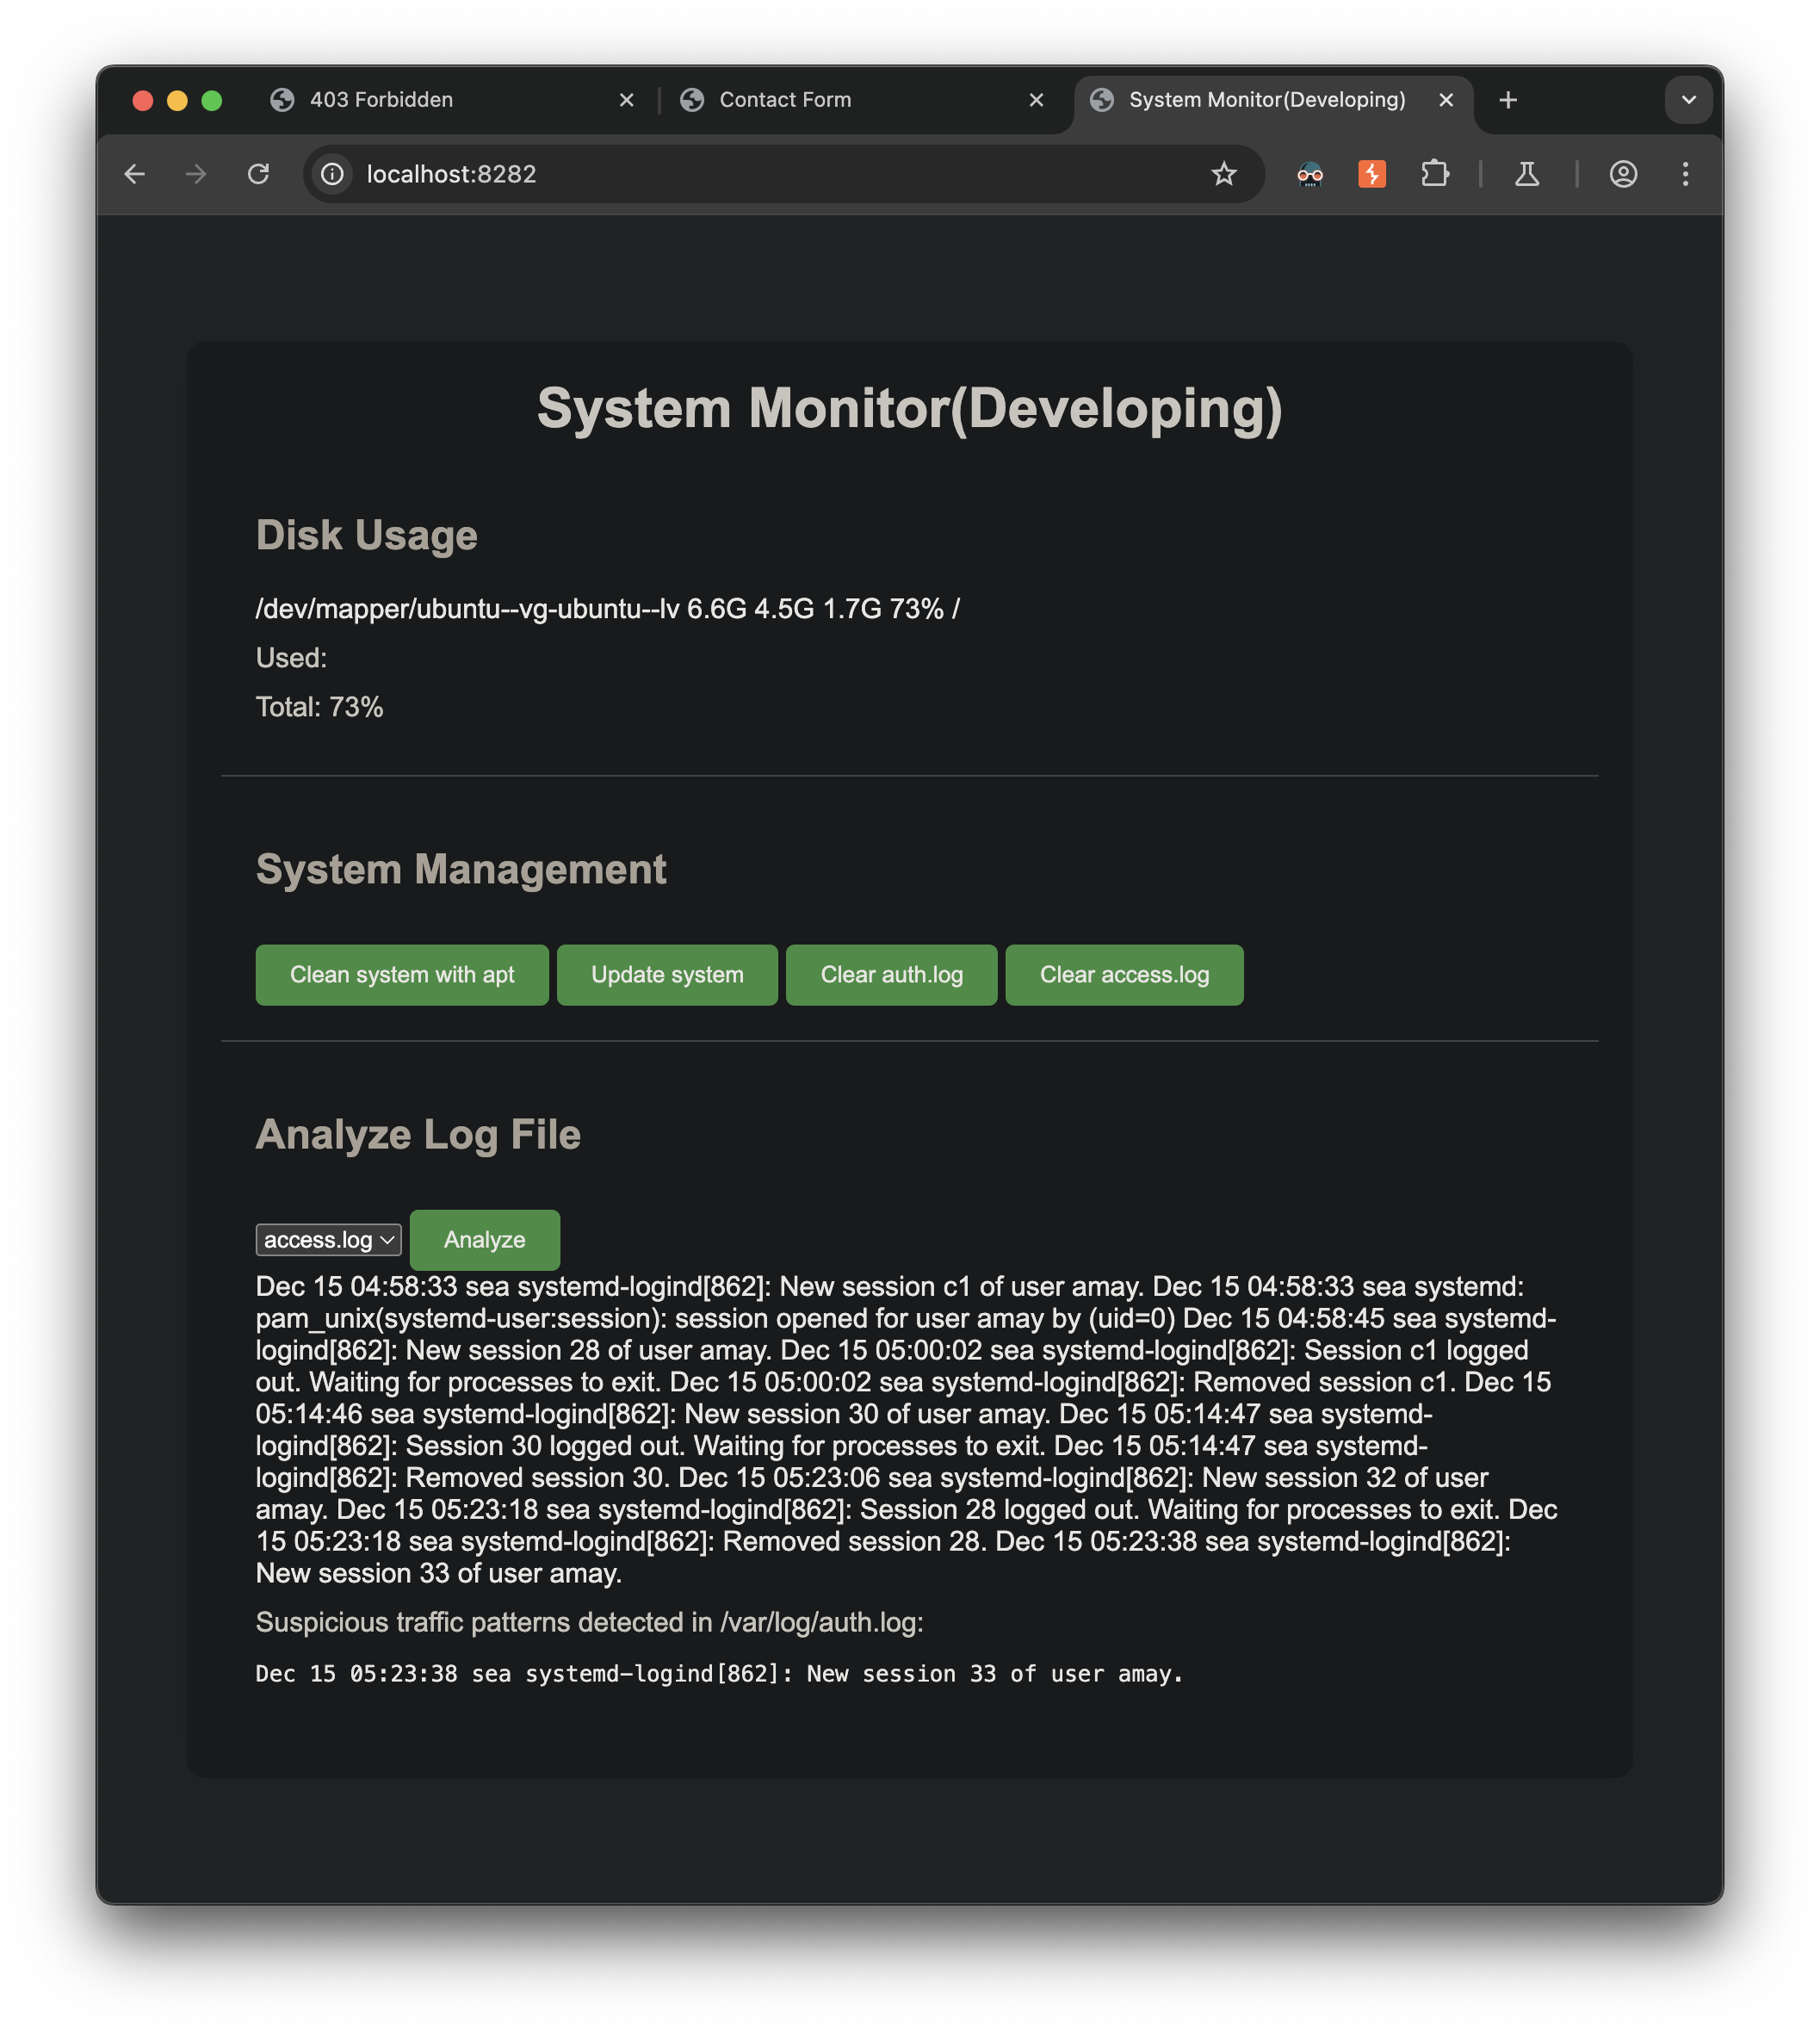 403 Forbidden
Contact Form
System Monitor(Developing)
localhost:8282
System Monitor(Developing)
Disk Usage
/dev/mapper/ubuntu--vg-ubuntu--lv 6.6G 4.5G 1.7G 73% /
Used:
Total: 73%
System Management
Clean system with apt
Update system
Clear auth.log
Clear access.log
Analyze Log File
access.log
Analyze
Dec 15 04:58:33 sea systemd-logind[862]: New session c1 of user amay. Dec 15 04:58:33 sea systemd:
pam_unix(systemd-user:session): session opened for user amay by (uid=0) Dec 15 04:58:45 sea systemd-
logind[862]: New session 28 of user amay. Dec 15 05:00:02 sea systemd-logind[862]: Session c1 logged
out. Waiting for processes to exit. Dec 15 05:00:02 sea systemd-logind[862]: Removed session c1. Dec 15
05:14:46 sea systemd-logind[862]: New session 30 of user amay. Dec 15 05:14:47 sea systemd-
logind[862]: Session 30 logged out. Waiting for processes to exit. Dec 15 05:14:47 sea systemd-
logind[862]: Removed session 30. Dec 15 05:23:06 sea systemd-logind[862]: New session 32 of user
amay. Dec 15 05:23:18 sea systemd-logind[862]: Session 28 logged out. Waiting for processes to exit. Dec
15 05:23:18 sea systemd-logind[862]: Removed session 28. Dec 15 05:23:38 sea systemd-logind[862]:
New session 33 of user amay.
Suspicious traffic patterns detected in /var/log/auth.log:
Dec 15 05:23:38 sea systemd-logind[862]: New session 33 of user amay.